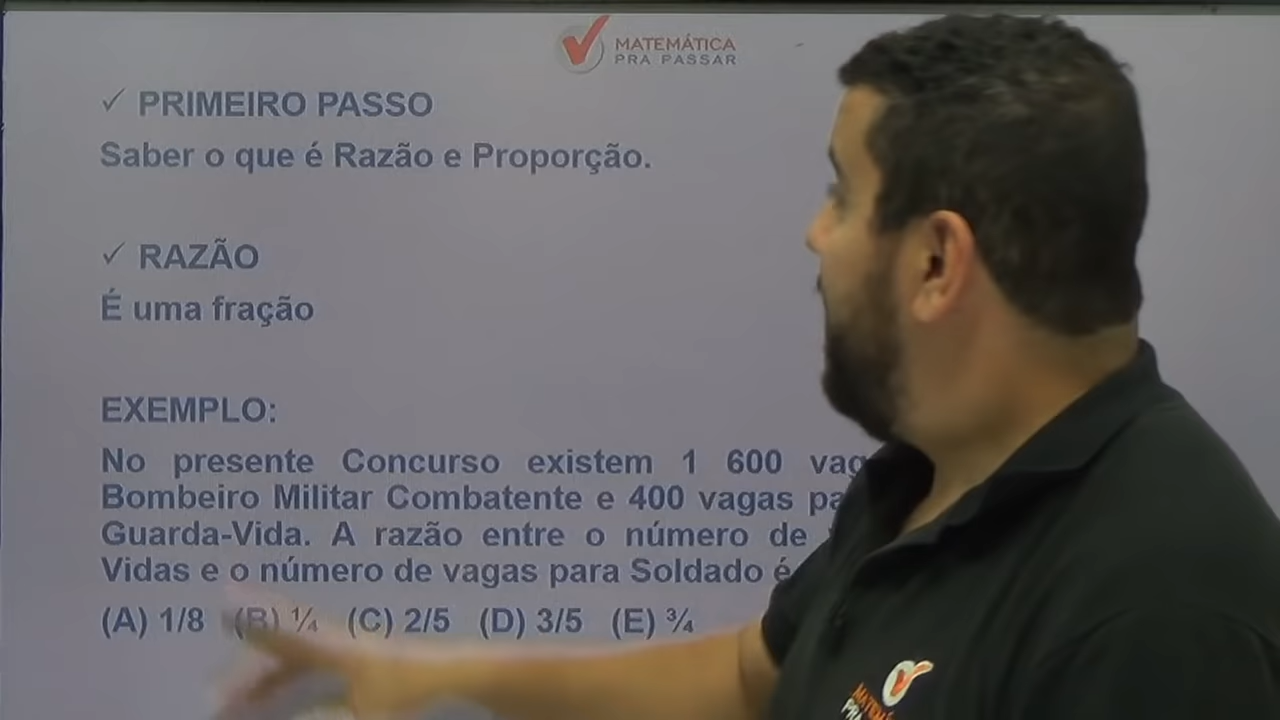 MATEMÁTICA
PRA PASSAR
✓ PRIMEIRO PASSO
Saber o que é Razão e Proporção.
✓ RAZÃO
É uma fração
EXEMPLO:
No presente Concurso existem 1 600
Bombeiro Militar Combatente e 400 vagas
Guarda-Vida. A razão entre o número de
Vidas e o número de vagas para Soldado é
(A) 1/8 (B) ¼ (C) 2/5 (D) 3/5 (E) ¾